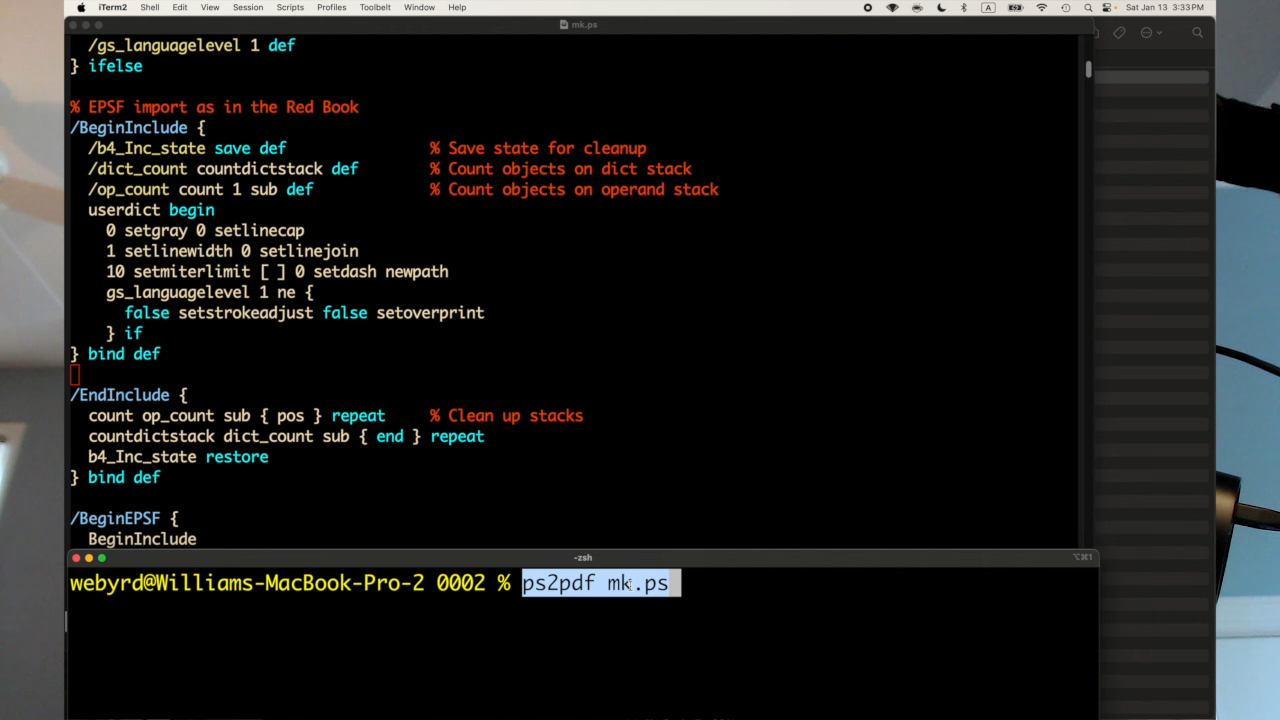 iTerm2 Shell Edit View Session Scripts Profiles Toolbelt Window Help A Sat Jan 13 3:33 PM
mk.ps
/gs_languagelevel 1 def
} ifelse
% EPSF import as in the Red Book
/BeginInclude {
/b4_Inc_state save def % Save state for cleanup
/dict_count countdictstack def % Count objects on dict stack
/op_count count 1 sub def % Count objects on operand stack
userdict begin
0 setgray 0 setlinecap
1 setlinewidth 0 setlinejoin
10 setmiterlimit [ ] 0 setdash newpath
gs_languagelevel 1 ne {
false setstrokeadjust false setoverprint
} if
} bind def
/EndInclude {
count op_count sub { pos } repeat % Clean up stacks
countdictstack dict_count sub { end } repeat
b4_Inc_state restore
} bind def
/BeginEPSF {
BeginInclude
-zsh ⌥⌘1
webyrd@Williams-MacBook-Pro-2 0002 % ps2pdf mk.ps